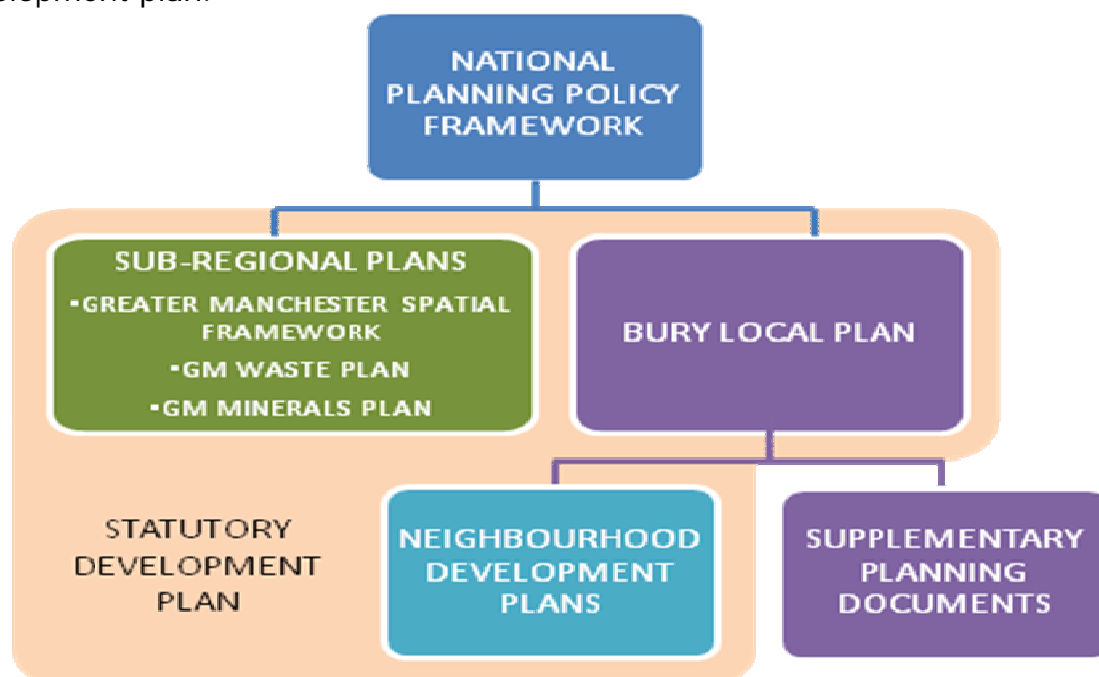 NATIONAL
PLANNING POLICY
FRAMEWORK
SUB-REGIONAL PLANS
▪GREATER MANCHESTER SPATIAL
FRAMEWORK
▪GM WASTE PLAN
▪GM MINERALS PLAN
BURY LOCAL PLAN
STATUTORY
DEVELOPMENT
PLAN
NEIGHBOURHOOD
DEVELOPMENT
PLANS
SUPPLEMENTARY
PLANNING
DOCUMENTS